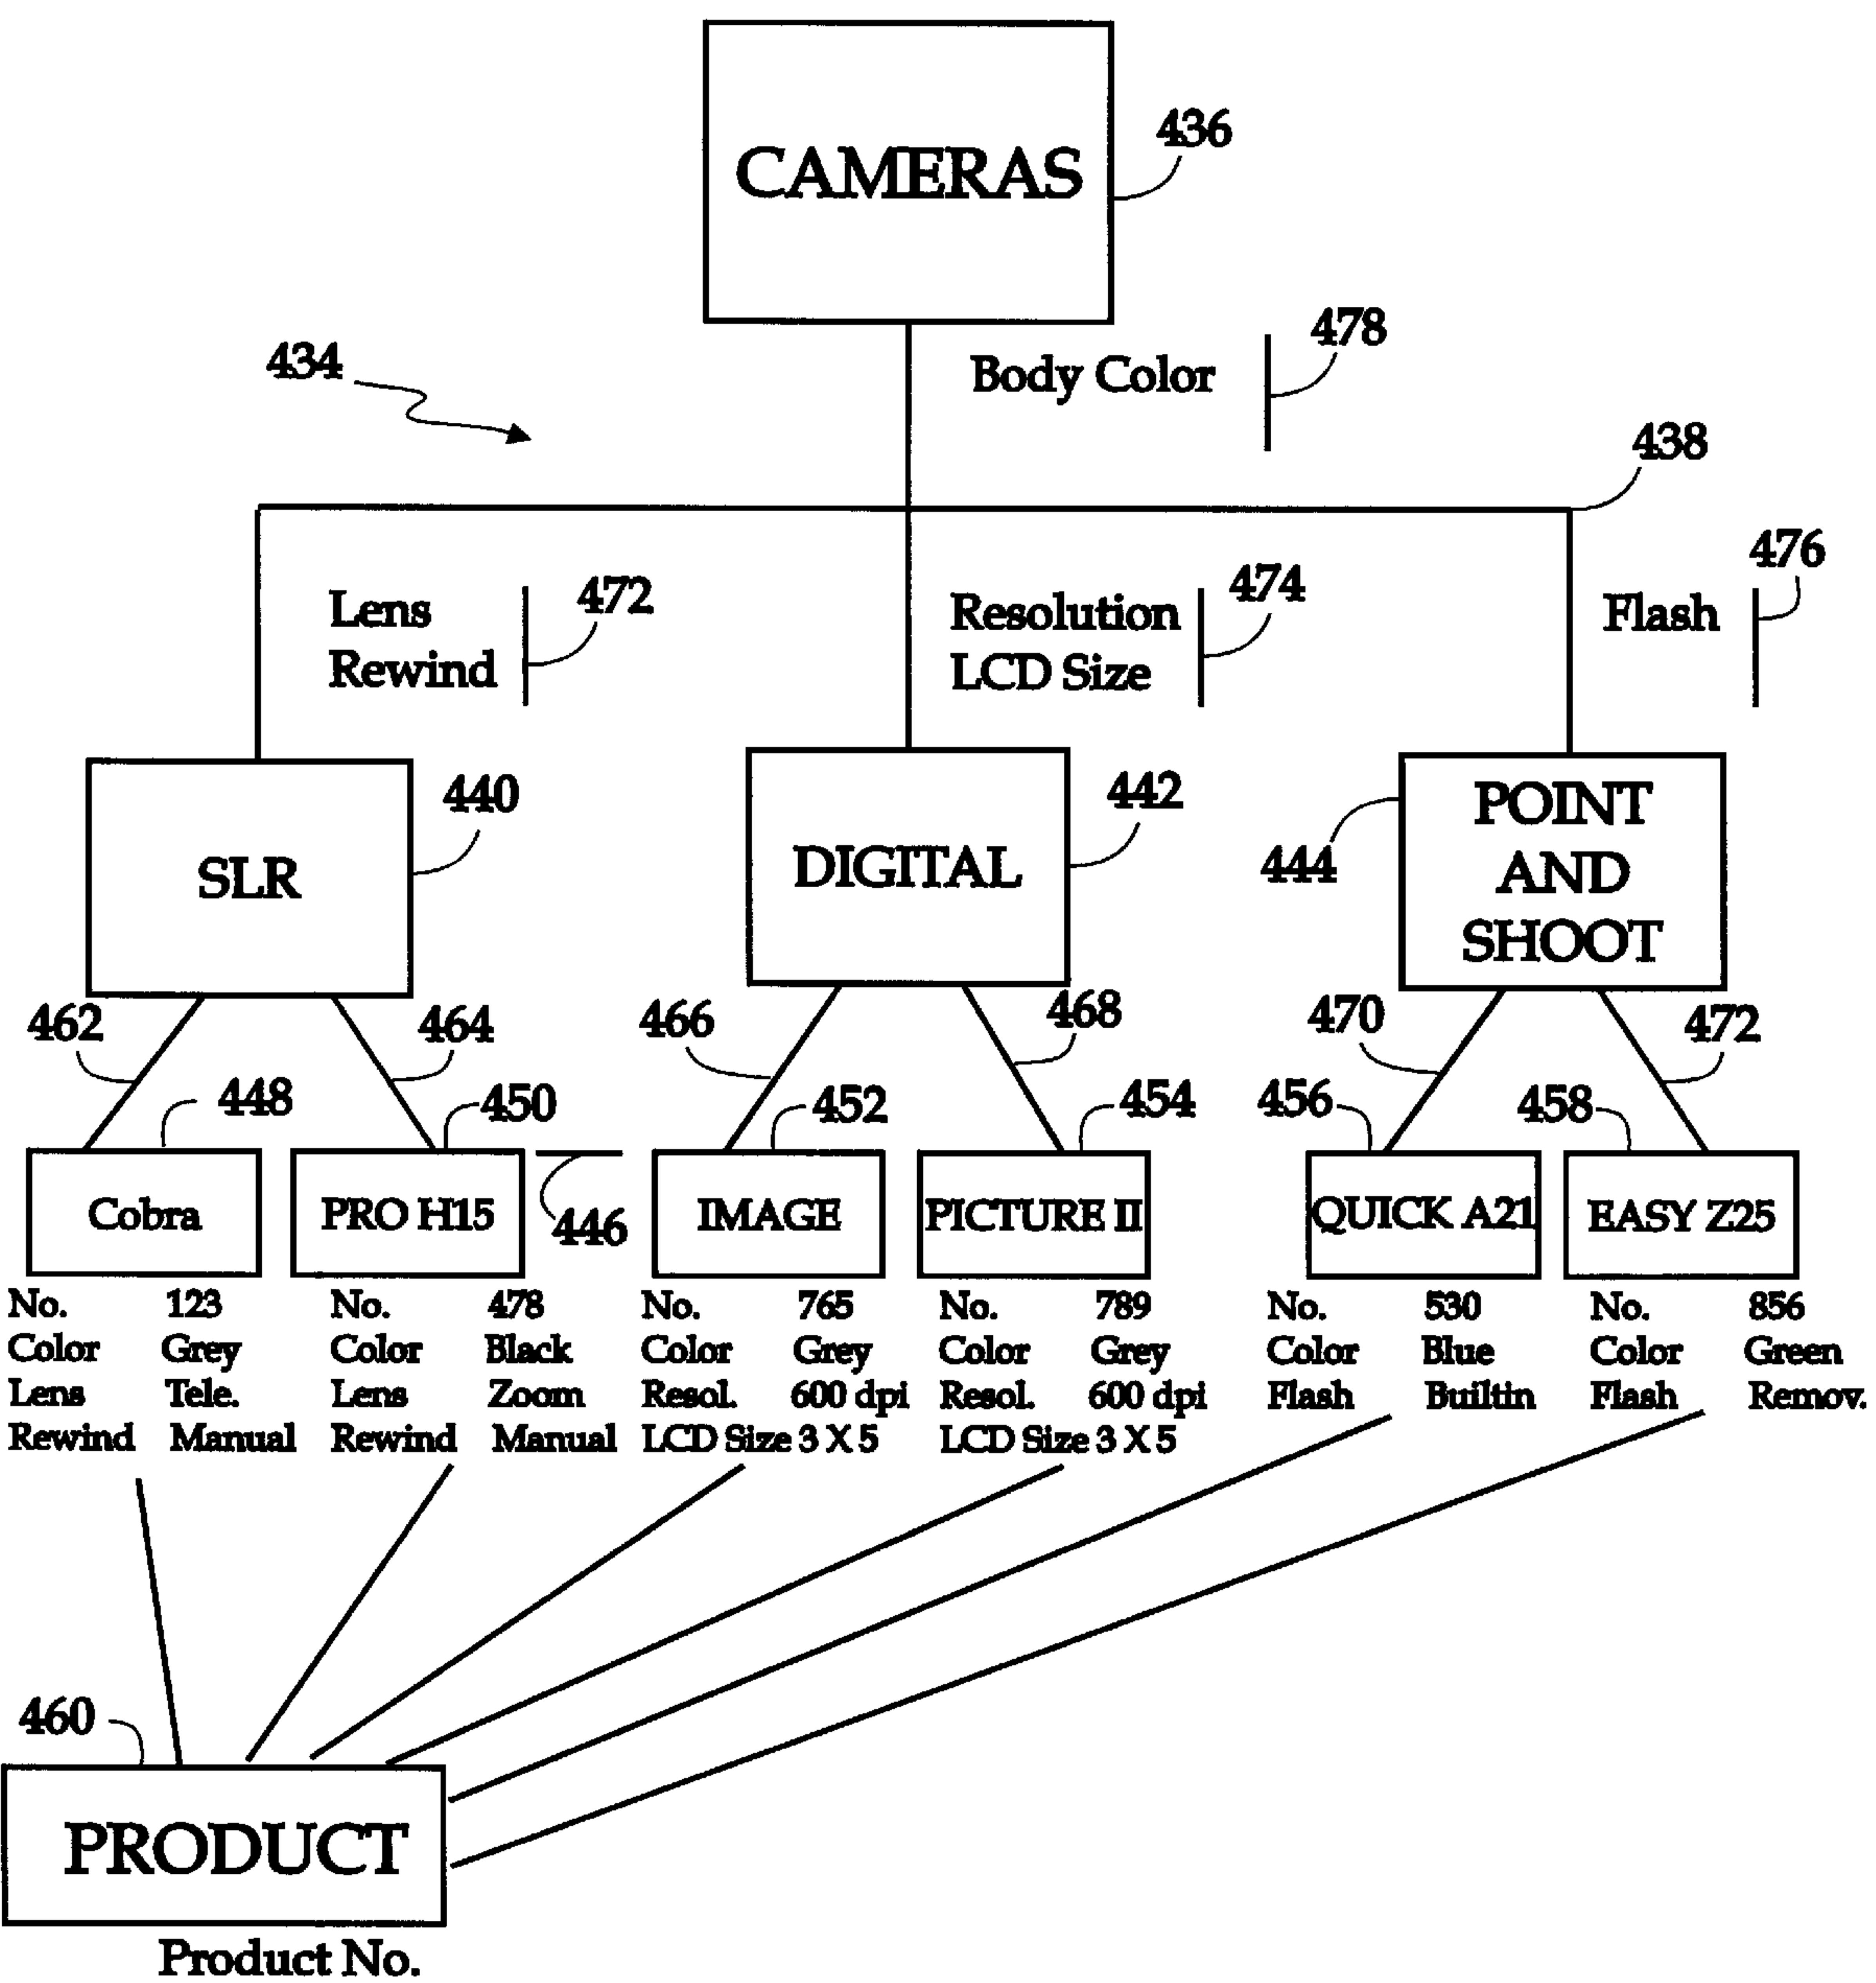 CAMERAS
436
478
Body Color
434
438
476
472
474
Lens
Rewind
Resolution
LCD Size
Flash
440
442
444
SLR
DIGITAL
POINT
AND
SHOOT
462
464
466
468
470
472
448
450
452
454
456
458
446
Cobra
PRO H15
IMAGE
PICTURE II
QUICK A21
EASY Z25
No. 123
Color Grey
Lens Tele.
Rewind Manual
No. 478
Color Black
Lens Zoom
Rewind Manual
No. 765
Color Grey
Resol. 600 dpi
LCD Size 3 X 5
No. 789
Color Grey
Resol. 600 dpi
LCD Size 3 X 5
No. 530
Color Blue
Flash Builtin
No. 856
Color Green
Flash Remov.
460
PRODUCT
Product No.